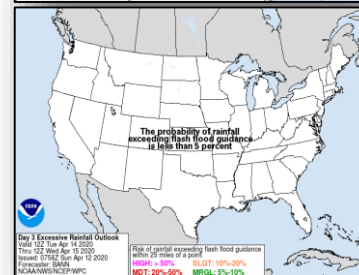 The probability of rainfall
exceeding flash flood guidance
is less than 5 percent
NOAA
Day 3 Excessive Rainfall Outlook
Valid 12Z Tue Apr 14 2020
Thru 12Z Wed Apr 15 2020
Issued: 0758Z Sun Apr 12 2020
Forecaster: BANN
NOAA/NWS/NCEP/WPC
Risk of rainfall exceeding flash flood guidance
within 25 miles of a point
HIGH: > 50% SLGT: 10%-20%
MDT: 20%-50% MRGL: 5%-10%